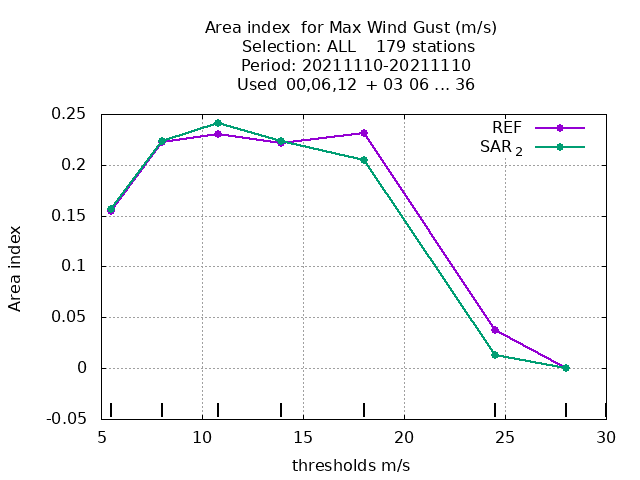 Area index for Max Wind Gust (m/s)
Selection: ALL 179 stations
Period: 20211110-20211110
Used 00,06,12 + 03 06 ... 36
REF
SAR 2
0.25
0.2
0.15
0.1
0.05
0
-0.05
Area index
5 10 15 20 25 30
thresholds m/s